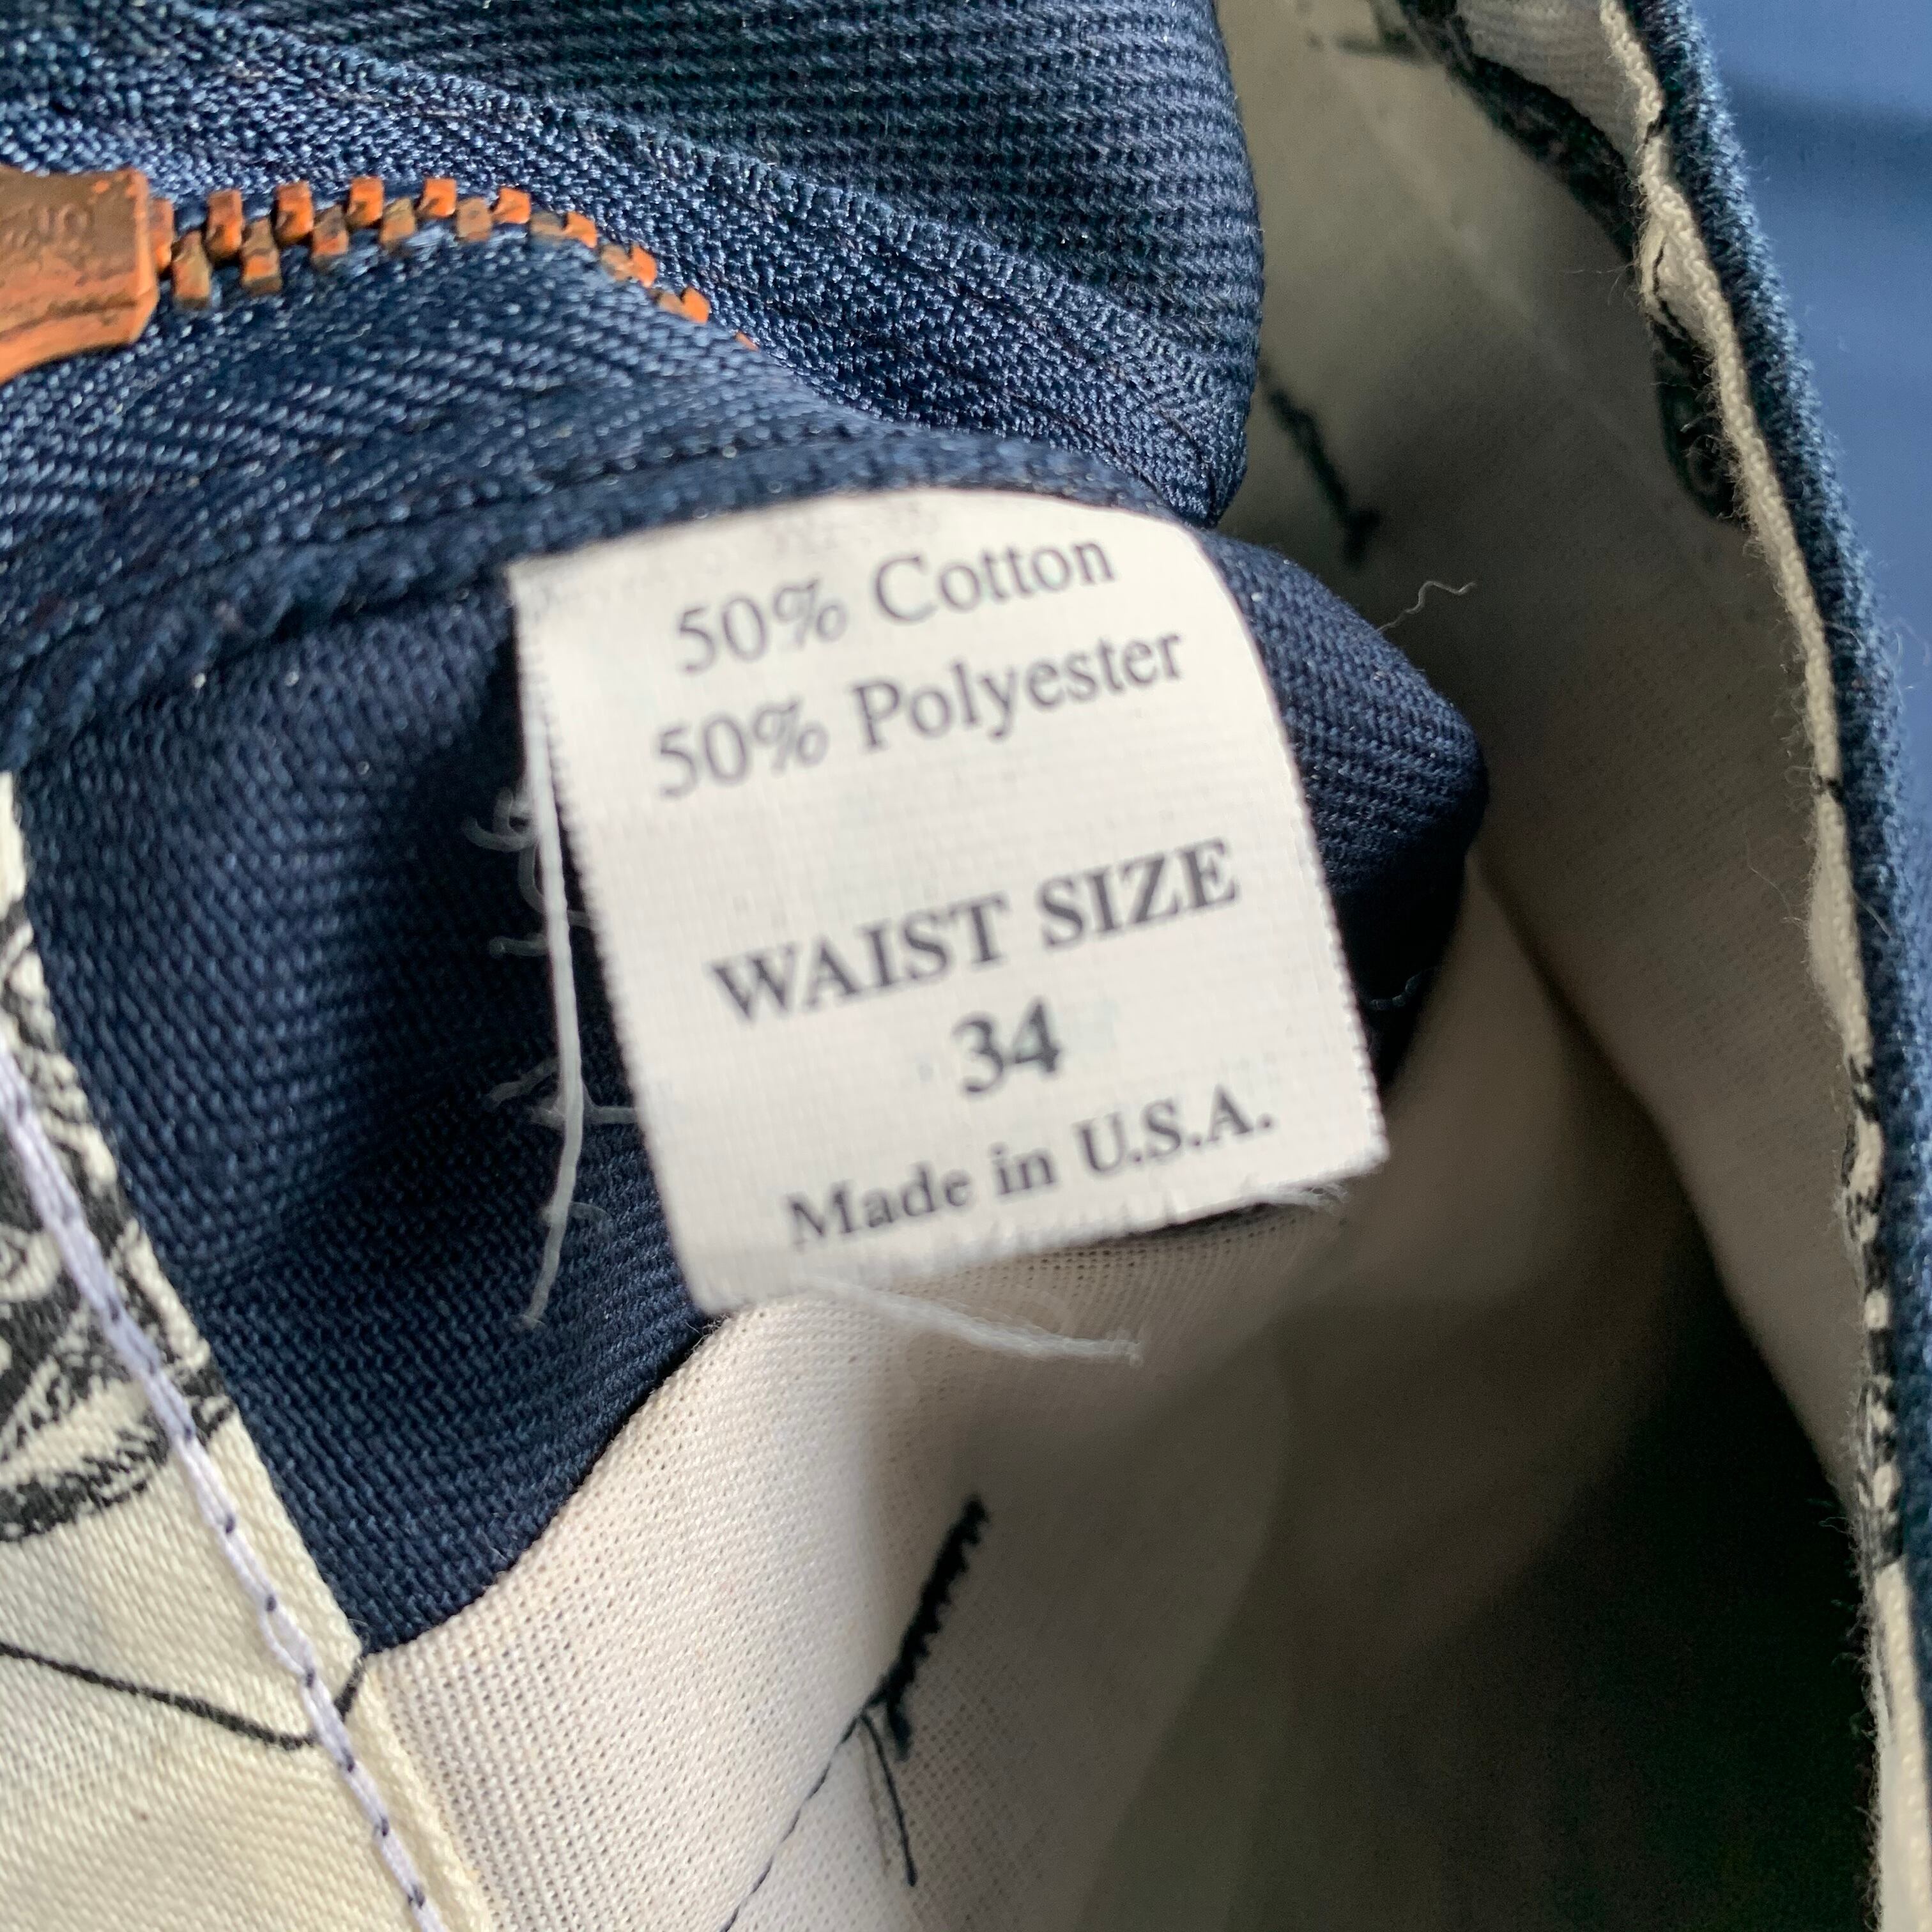 50% Cotton
50% Polyester
WAIST SIZE
34
Made in U.S.A.